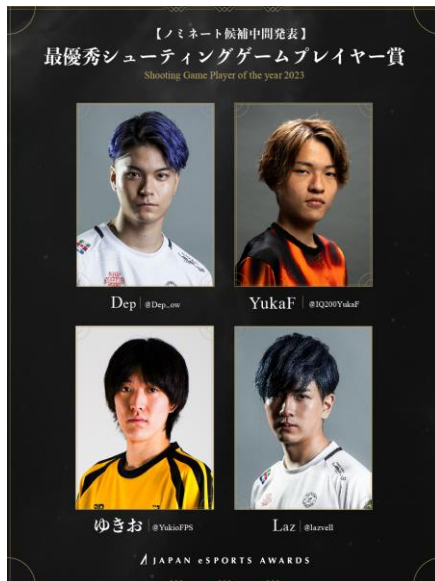 【ノミネート候補中間発表】
最優秀シューティングゲームプレイヤー賞
Shooting Game Player of the year 2023
Dep | @Dep_ow
YukaF | @IQ200YukaF
ゆきお | @YukioFPS
Laz | @lazvell
JAPAN eSPORTS AWARDS